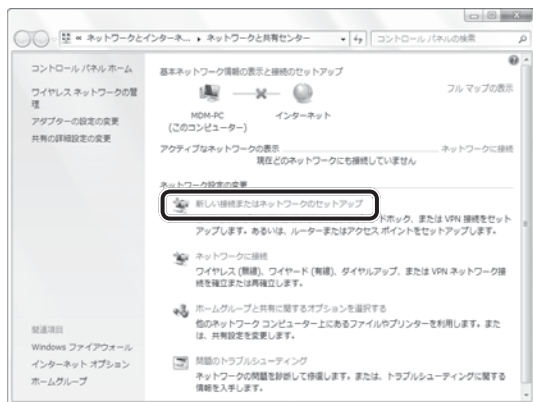 ネットワークとインターネ... ▸ ネットワークと共有センター
コントロール パネルの検索
コントロール パネル ホーム
ワイヤレス ネットワークの管
理
アダプターの設定の変更
共有の詳細設定の変更
基本ネットワーク情報の表示と接続のセットアップ
フル マップの表示
MDM-PC
(このコンピューター)
インターネット
アクティブなネットワークの表示
ネットワークに接続
現在どのネットワークにも接続していません
ネットワーク設定の変更
新しい接続またはネットワークのセットアップ
ドホック、または VPN 接続をセット
アップします。あるいは、ルーターまたはアクセス ポイントをセットアップします。
ネットワークに接続
ワイヤレス (無線)、ワイヤード (有線)、ダイヤルアップ、または VPN ネットワーク接
続を確立または再確立します。
ホームグループと共有に関するオプションを選択する
他のネットワーク コンピューター上にあるファイルやプリンターを利用します。また
は、共有設定を変更します。
問題のトラブルシューティング
ネットワークの問題を診断して修復します。または、トラブルシューティングに関する
情報を入手します。
関連項目
Windows ファイアウォール
インターネット オプション
ホームグループ